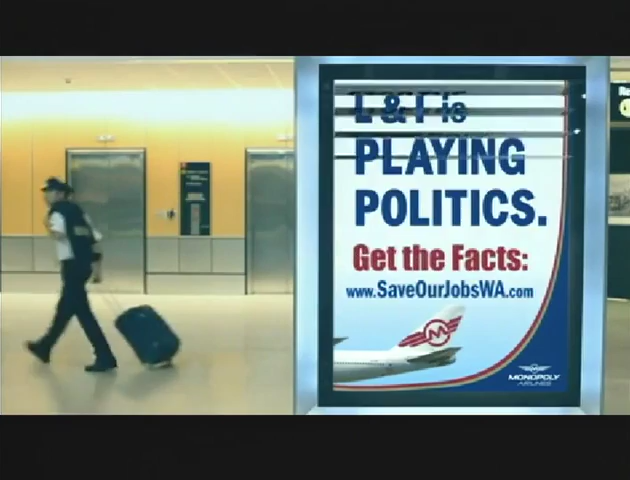 L & I is
PLAYING
POLITICS.
Get the Facts:
www.SaveOurJobsWA.com
MONOPOLY
AIRLINES